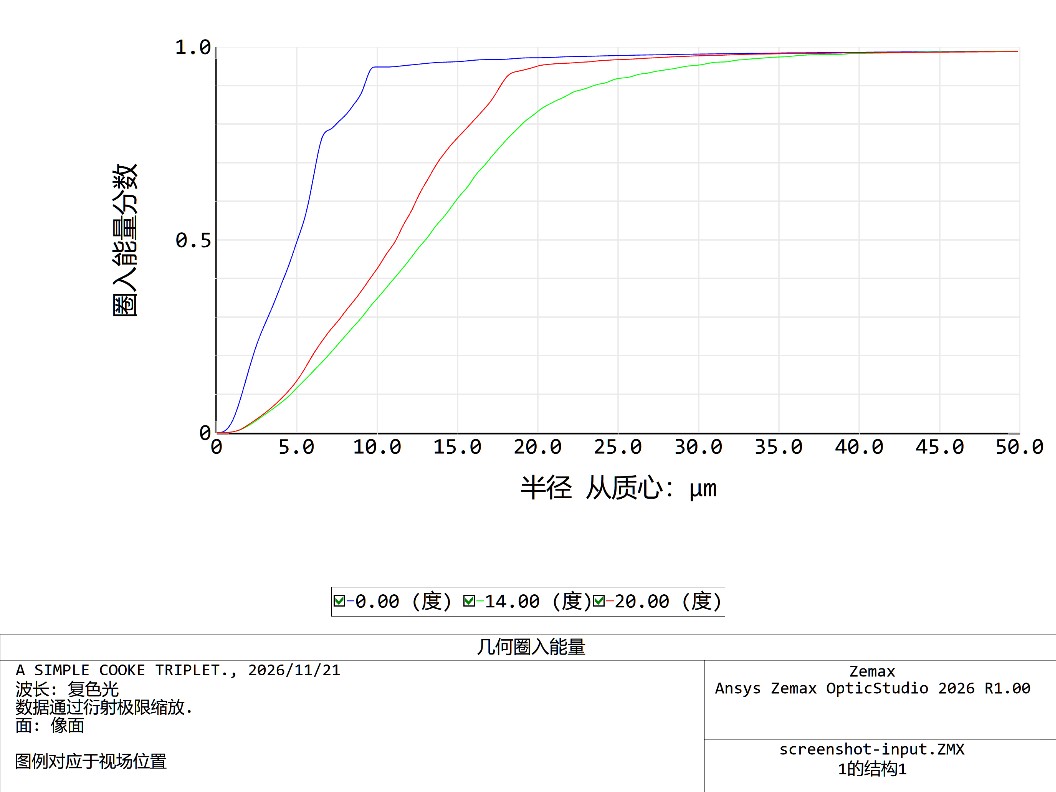 1.0
0.5
0
圈入能量分数
0 5.0 10.0 15.0 20.0 25.0 30.0 35.0 40.0 45.0 50.0
半径 从质心: µm
0.00 (度) 14.00 (度) 20.00 (度)
几何圈入能量
A SIMPLE COOKE TRIPLET., 2026/11/21
波长: 复色光
数据通过衍射极限缩放.
面: 像面
图例对应于视场位置
Zemax
Ansys Zemax OpticStudio 2026 R1.00
screenshot-input.ZMX
1的结构1